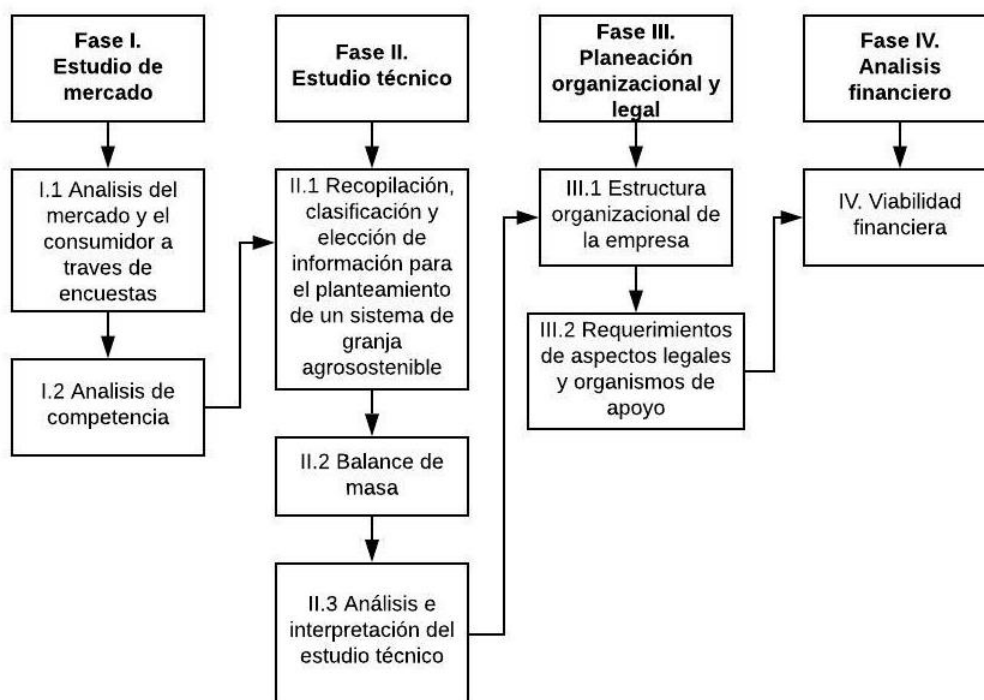 Fase I.
Estudio de
mercado
I.1 Analisis del
mercado y el
consumidor a
traves de
encuestas
I.2 Analisis de
competencia
Fase II.
Estudio técnico
II.1 Recopilación,
clasificación y
elección de
información para
el planteamiento
de un sistema de
granja
agrosostenible
II.2 Balance de
masa
II.3 Análisis e
interpretación del
estudio técnico
Fase III.
Planeación
organizacional y
legal
III.1 Estructura
organizacional de
la empresa
III.2 Requerimientos
de aspectos legales
y organismos de
apoyo
Fase IV.
Analisis
financiero
IV. Viabilidad
financiera